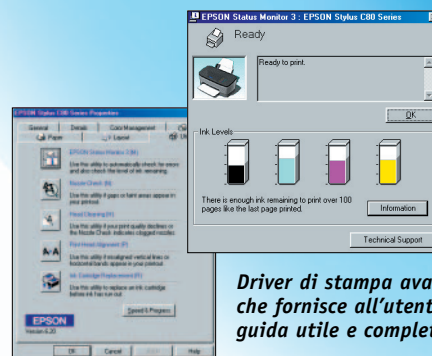 EPSON Status Monitor 3 : EPSON Stylus C80 Series
Ready
Ready to print.
OK
Ink Levels
There is enough ink remaining to print over 100
pages like the last page printed.
Information
Technical Support
EPSON Stylus C80 Series Properties
General
Details
Color Management
Paper
Layout
EPSON Status Monitor 3 (M)
Use this utility to automatically check for errors
and also check the level of ink remaining.
Nozzle Check (N)
Use this utility if gaps or faint areas appear in
your printout.
Head Cleaning (H)
Use this utility if your print quality declines or
the Nozzle Check indicates clogged nozzles.
Print Head Alignment (P)
Use this utility if misaligned vertical lines or
horizontal bands appear in your printout.
Ink Cartridge Replacement (R)
Use this utility to replace an ink cartridge
before ink has run out.
Speed & Progress
EPSON
Version 5.20
OK
Cancel
Help
Driver di stampa ava
che fornisce all'utent
guida utile e complet